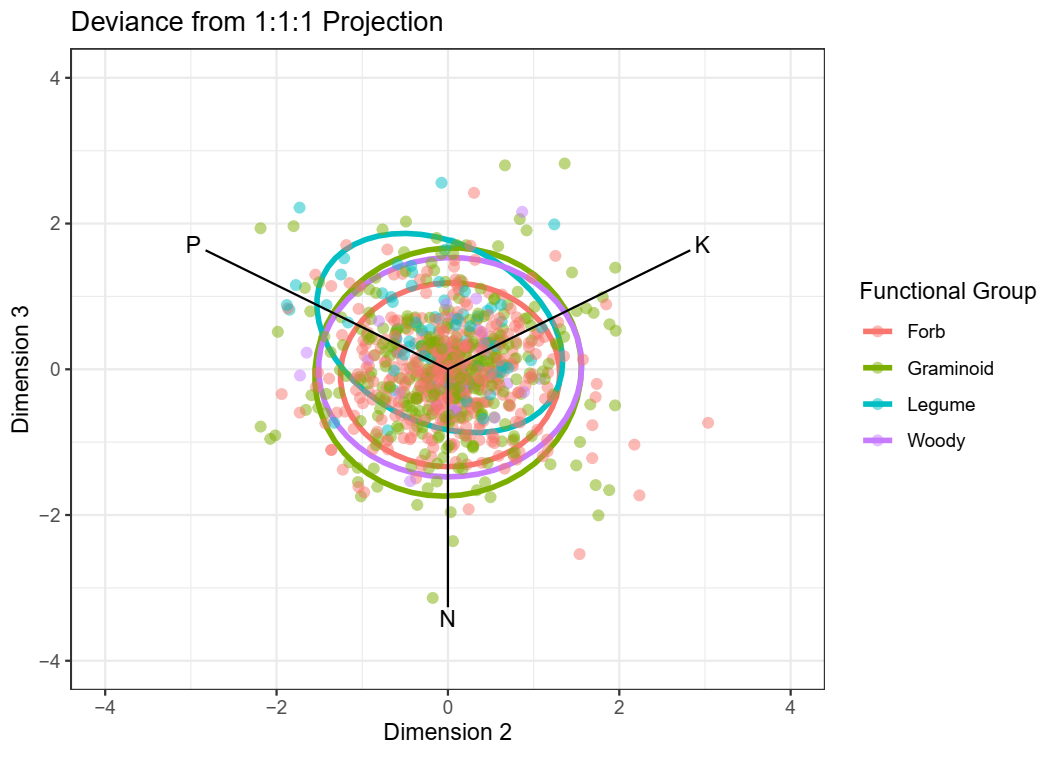 Deviance from 1:1:1 Projection
4
2
0
−2
−4
Dimension 3
P
K
N
−4
−2
0
2
4
Dimension 2
Functional Group
Forb
Graminoid
Legume
Woody